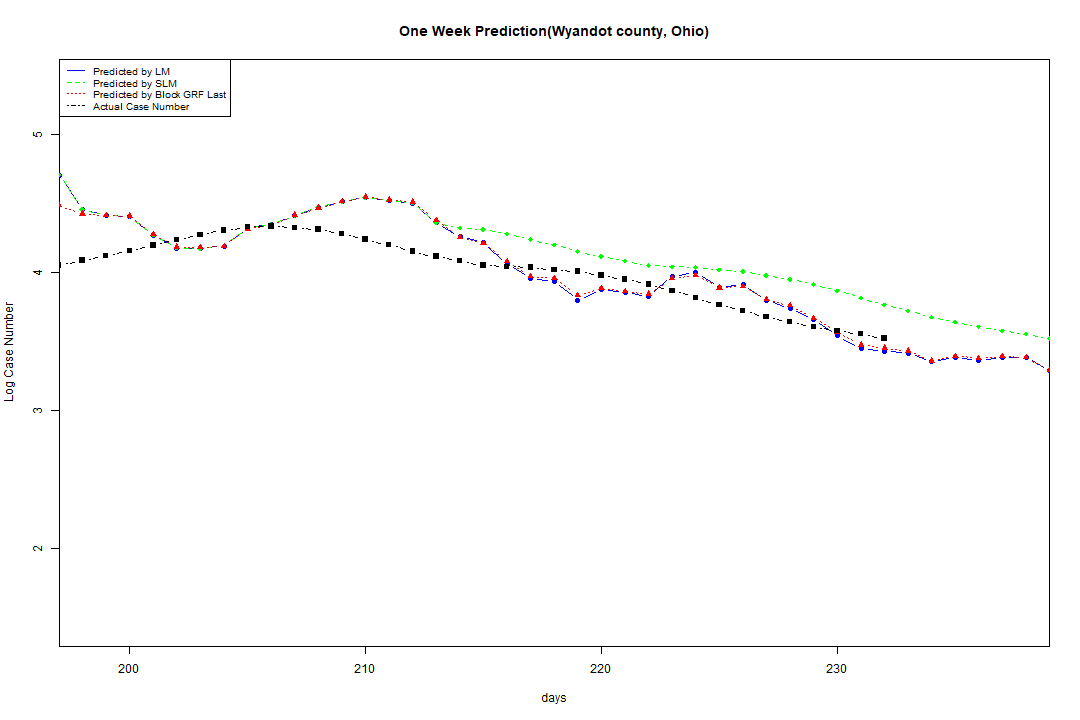 One Week Prediction(Wyandot county, Ohio)
Predicted by LM
Predicted by SLM
Predicted by Block GRF Last
Actual Case Number
5
4
3
2
Log Case Number
200 210 220 230
days